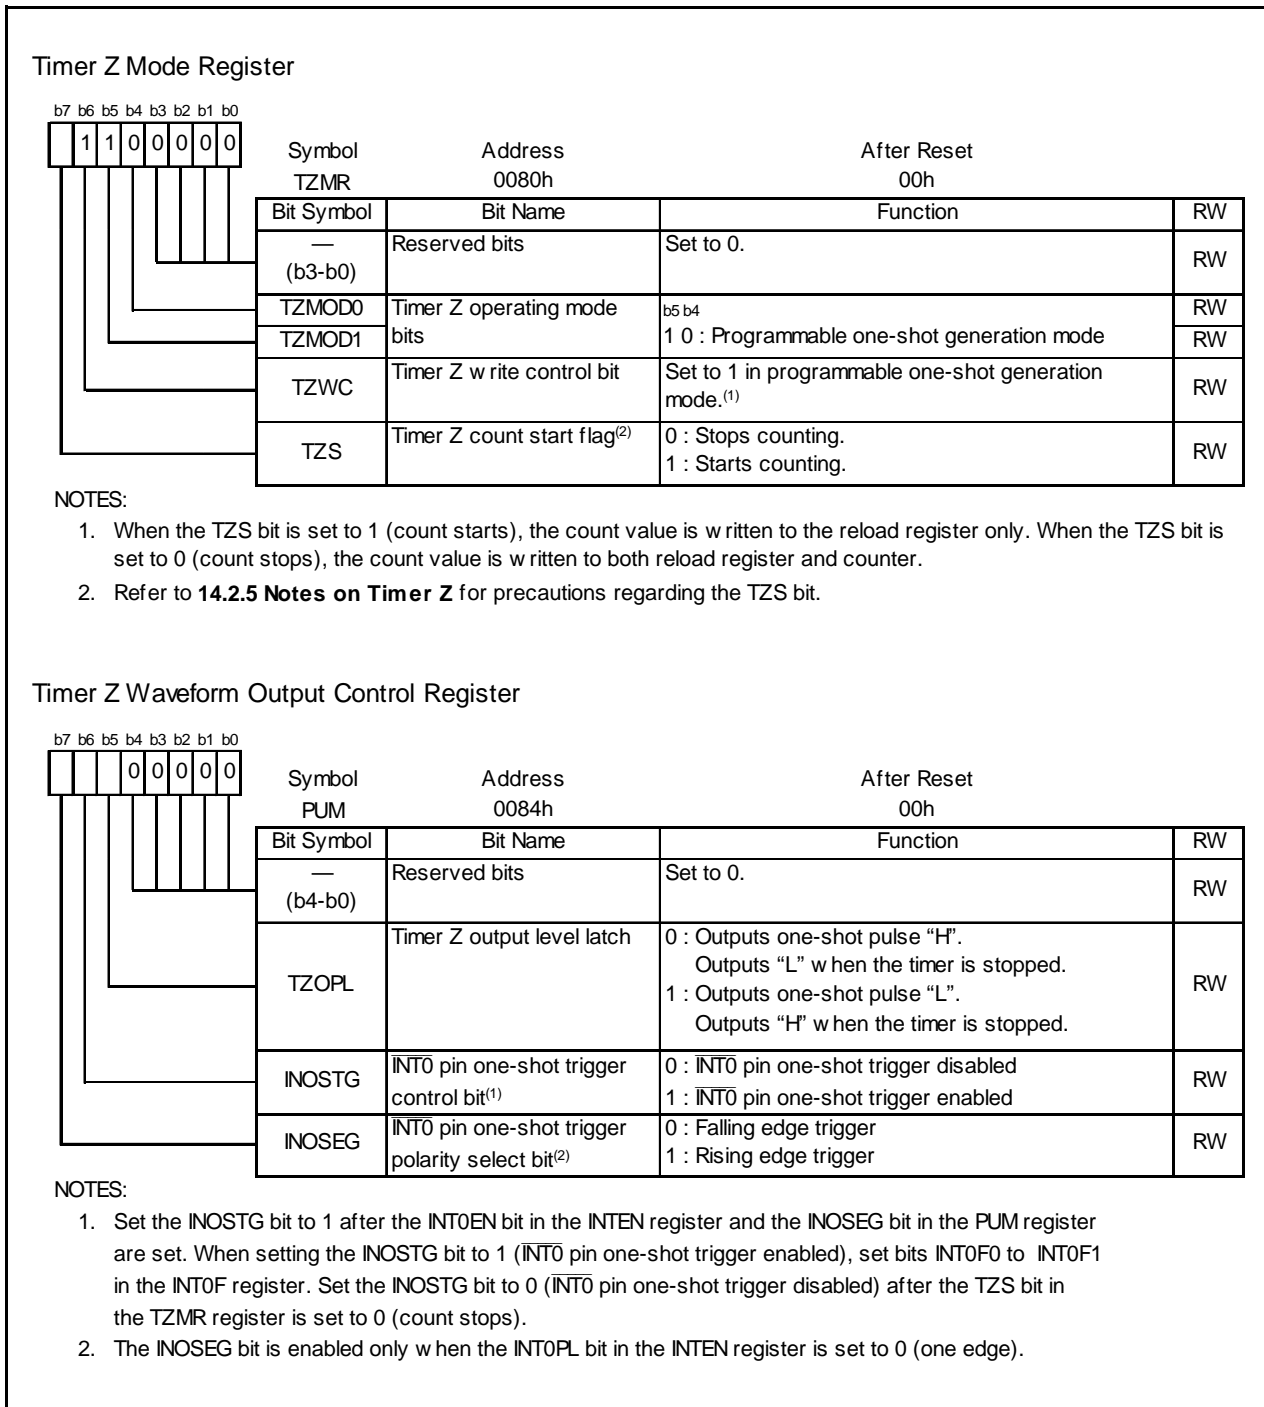 Timer Z Mode Register
b7 b6 b5 b4 b3 b2 b1 b0
1 1 0 0 0 0 0
Symbol Address After Reset
TZMR 0080h 00h
Bit Symbol Bit Name Function RW
— Reserved bits Set to 0. RW
(b3-b0)
TZMOD0 Timer Z operating mode b5 b4 RW
TZMOD1 bits 1 0 : Programmable one-shot generation mode RW
TZWC Timer Z write control bit Set to 1 in programmable one-shot generation RW
mode.(1)
TZS Timer Z count start flag(2) 0 : Stops counting. RW
1 : Starts counting.
NOTES:
1. When the TZS bit is set to 1 (count starts), the count value is written to the reload register only. When the TZS bit is
set to 0 (count stops), the count value is written to both reload register and counter.
2. Refer to 14.2.5 Notes on Timer Z for precautions regarding the TZS bit.
Timer Z Waveform Output Control Register
b7 b6 b5 b4 b3 b2 b1 b0
0 0 0 0 0
Symbol Address After Reset
PUM 0084h 00h
Bit Symbol Bit Name Function RW
— Reserved bits Set to 0. RW
(b4-b0)
TZOPL Timer Z output level latch 0 : Outputs one-shot pulse “H”. RW
Outputs “L” when the timer is stopped.
1 : Outputs one-shot pulse “L”.
Outputs “H” when the timer is stopped.
INOSTG INT0 pin one-shot trigger 0 : INT0 pin one-shot trigger disabled RW
control bit(1) 1 : INT0 pin one-shot trigger enabled
INOSEG INT0 pin one-shot trigger 0 : Falling edge trigger RW
polarity select bit(2) 1 : Rising edge trigger
NOTES:
1. Set the INOSTG bit to 1 after the INT0EN bit in the INTEN register and the INOSEG bit in the PUM register
are set. When setting the INOSTG bit to 1 (INT0 pin one-shot trigger enabled), set bits INT0F0 to INT0F1
in the INT0F register. Set the INOSTG bit to 0 (INT0 pin one-shot trigger disabled) after the TZS bit in
the TZMR register is set to 0 (count stops).
2. The INOSEG bit is enabled only when the INT0PL bit in the INTEN register is set to 0 (one edge).